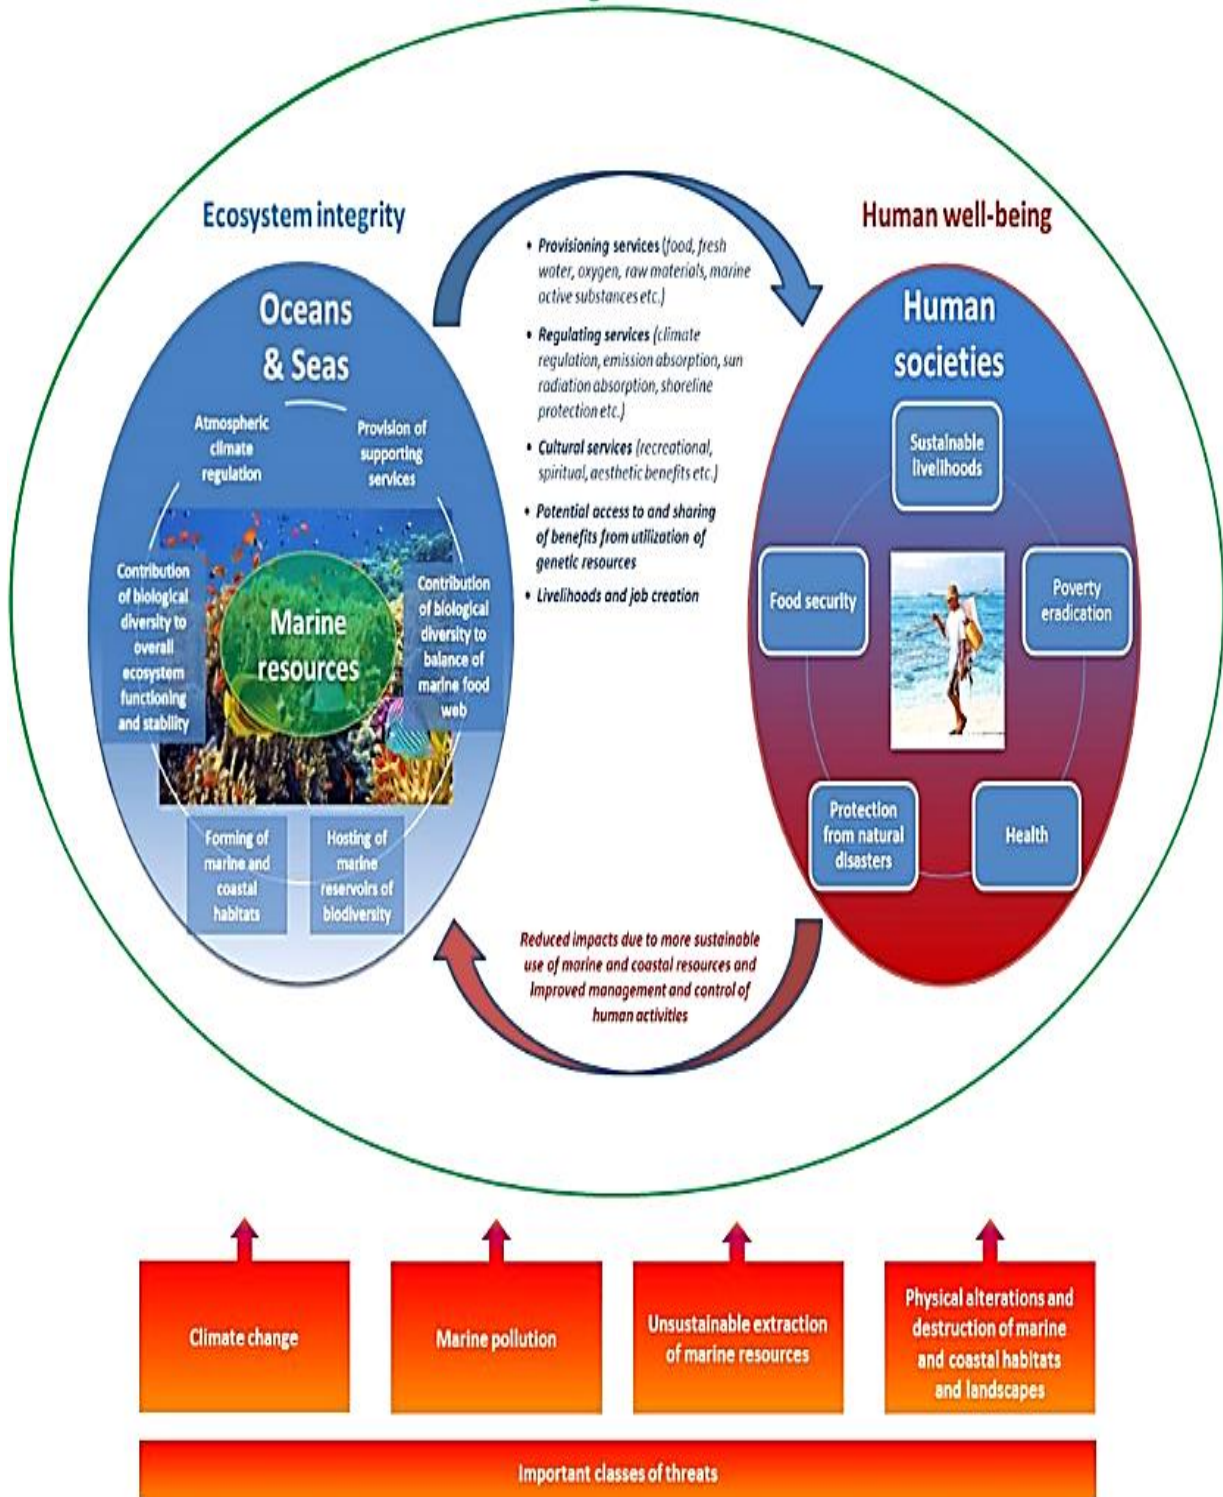 Ecosystem integrity
Human well-being
Oceans
& Seas
Atmospheric
climate
regulation
Provision of
supporting
services
Contribution
of biological
diversity to
overall
ecosystem
functioning
and stability
Marine
resources
Contribution
of biological
diversity to
balance of
marine food
web
Forming of
marine and
coastal
habitats
Hosting of
marine
reservoirs of
biodiversity
• Provisioning services (food, fresh
water, oxygen, raw materials, marine
active substances etc.)
• Regulating services (climate
regulation, emission absorption, sun
radiation absorption, shoreline
protection etc.)
• Cultural services (recreational,
spiritual, aesthetic benefits etc.)
• Potential access to and sharing
of benefits from utilization of
genetic resources
• Livelihoods and job creation
Human
societies
Sustainable
livelihoods
Food security
Poverty
eradication
Protection
from natural
disasters
Health
Reduced impacts due to more sustainable
use of marine and coastal resources and
Improved management and control of
human activities
Climate change
Marine pollution
Unsustainable extraction
of marine resources
Physical alterations and
destruction of marine
and coastal habitats
and landscapes
Important classes of threats